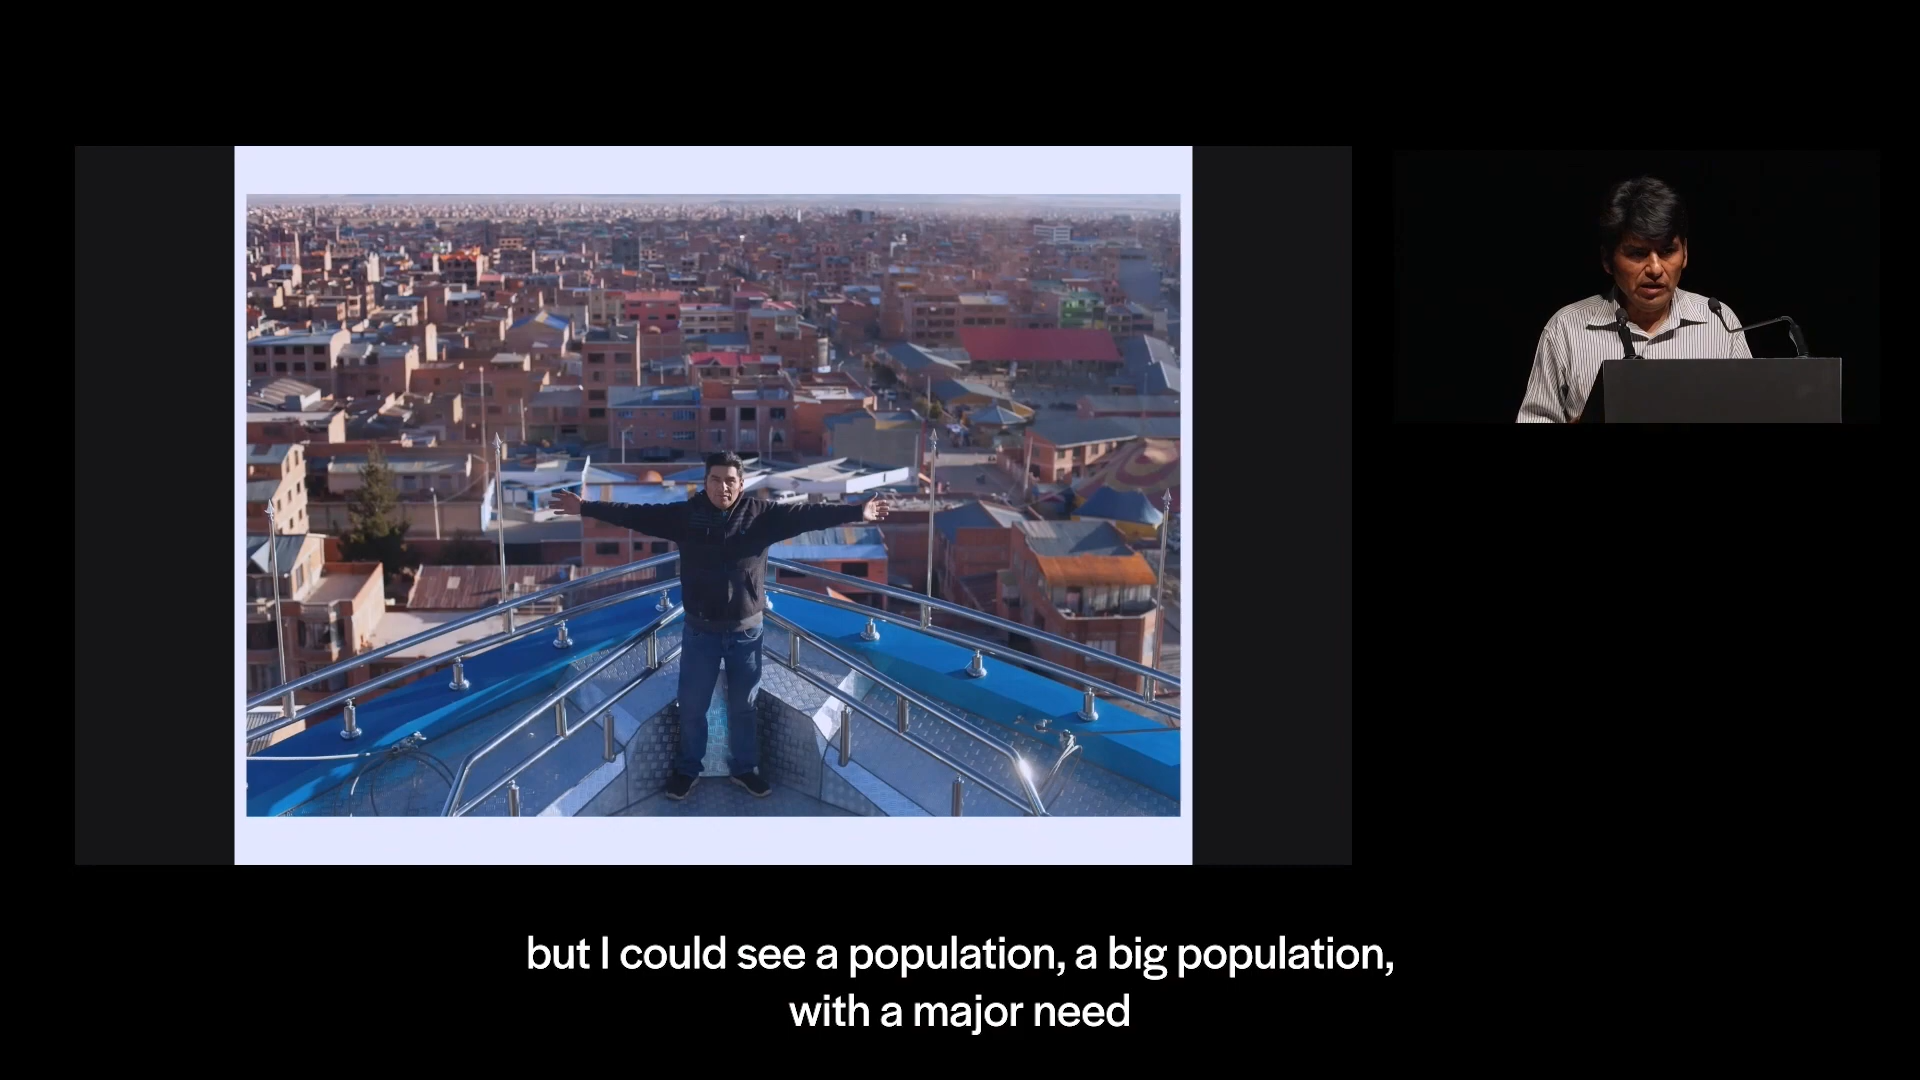 but I could see a population, a big population,
with a major need